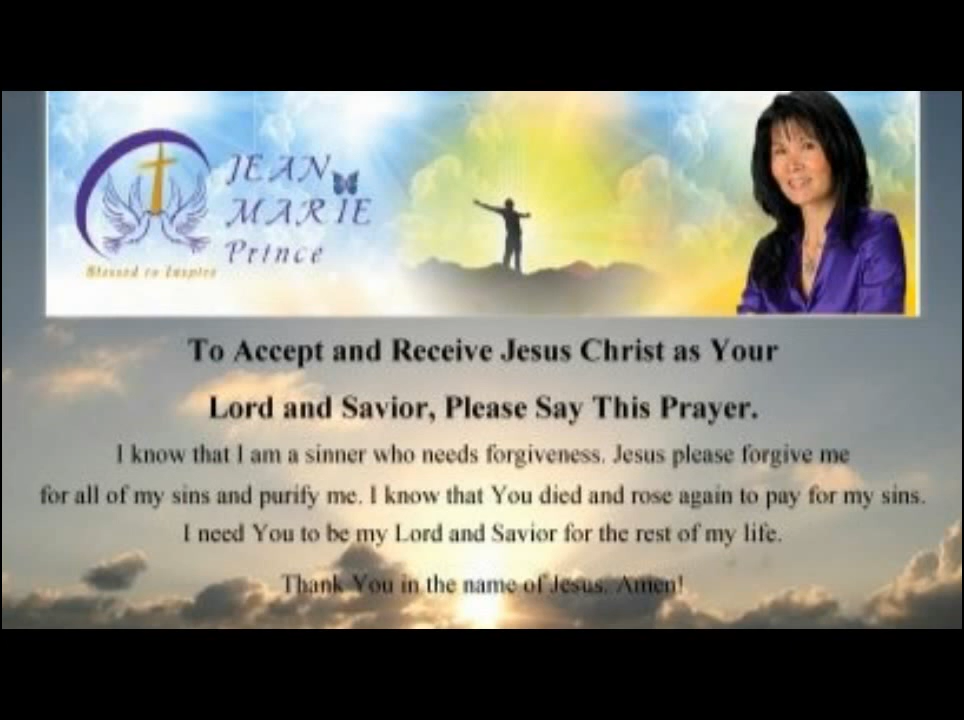 JEAN
MARIE
Prince
Blessed to Inspire
To Accept and Receive Jesus Christ as Your
Lord and Savior, Please Say This Prayer.
I know that I am a sinner who needs forgiveness. Jesus please forgive me
for all of my sins and purify me. I know that You died and rose again to pay for my sins.
I need You to be my Lord and Savior for the rest of my life.
Thank You in the name of Jesus. Amen!